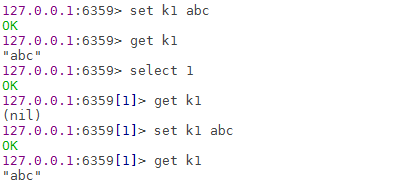 127.0.0.1:6359> set k1 abc
OK
127.0.0.1:6359> get k1
"abc"
127.0.0.1:6359> select 1
OK
127.0.0.1:6359[1]> get k1
(nil)
127.0.0.1:6359[1]> set k1 abc
OK
127.0.0.1:6359[1]> get k1
"abc"